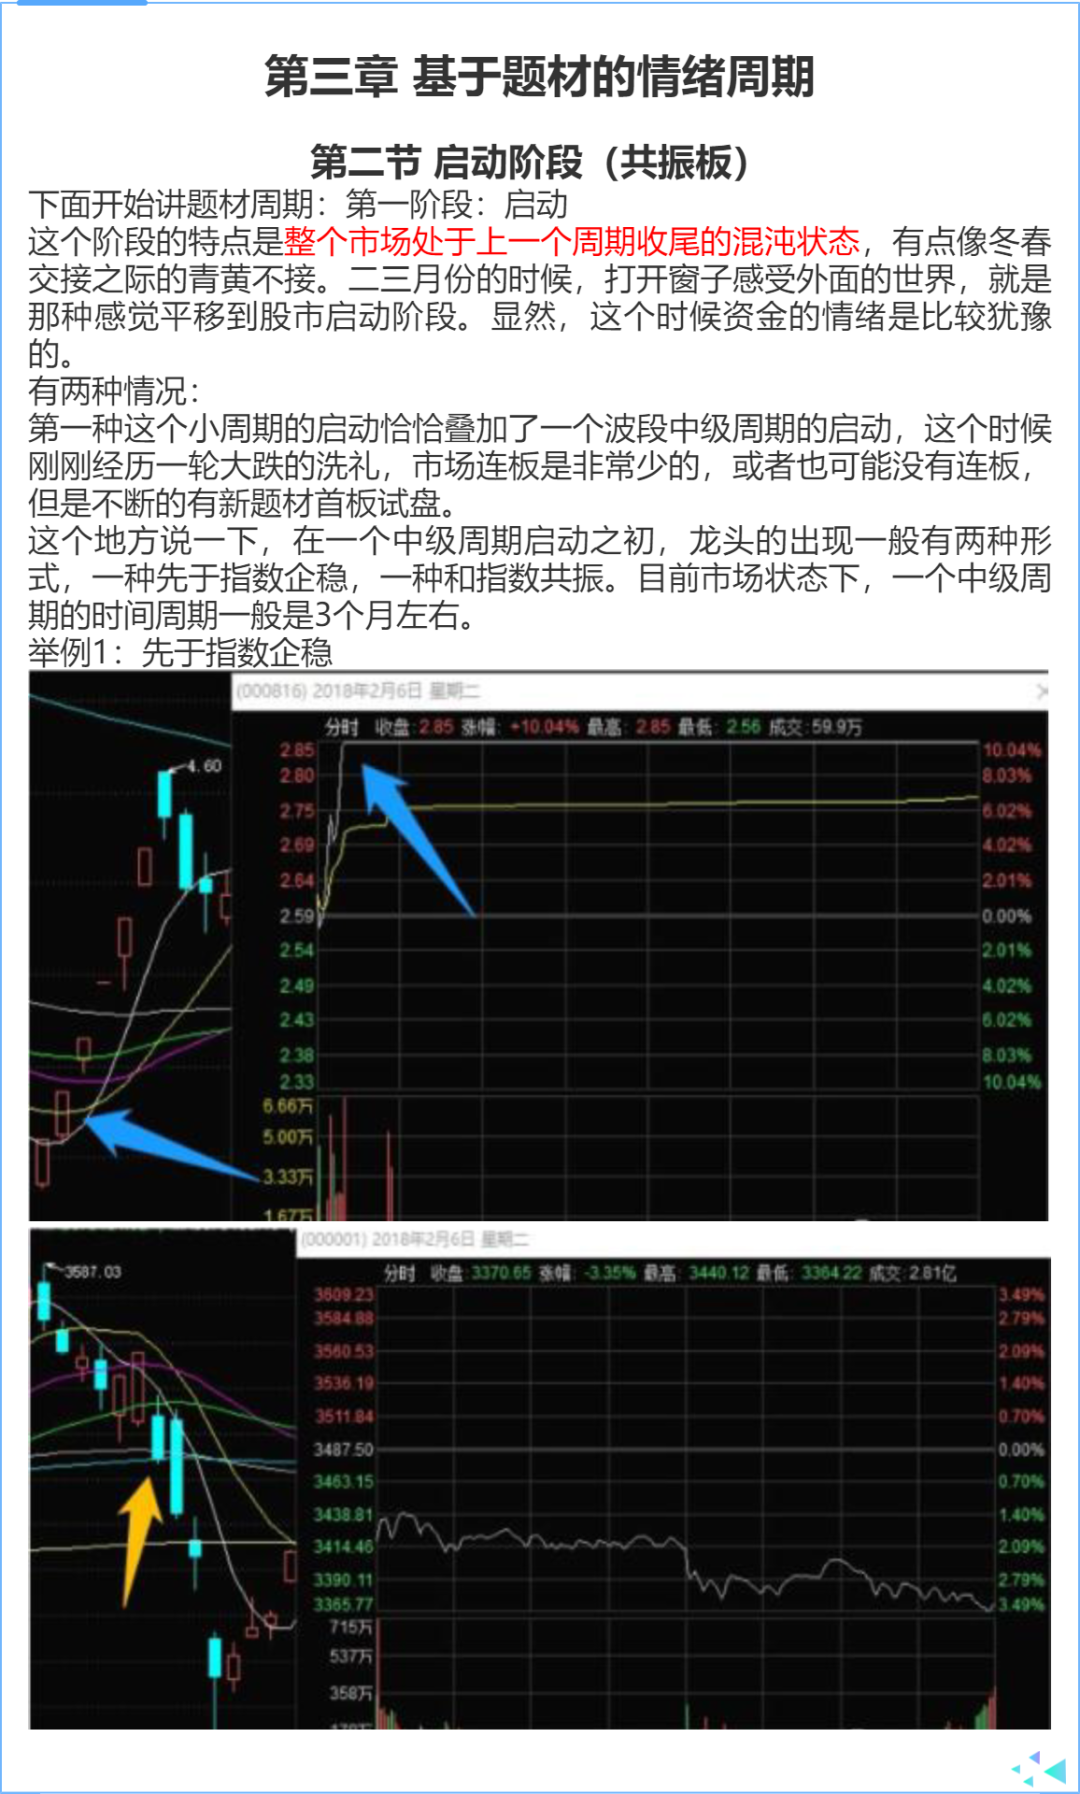 第三章 基于题材的情绪周期
第二节 启动阶段（共振板）
下面开始讲题材周期：第一阶段：启动
这个阶段的特点是整个市场处于上一个周期收尾的混沌状态，有点像冬春
交接之际的青黄不接。二三月份的时候，打开窗子感受外面的世界，就是
那种感觉平移到股市启动阶段。显然，这个时候资金的情绪是比较犹豫
的。
有两种情况：
第一种这个小周期的启动恰恰叠加了一个波段中级周期的启动，这个时候
刚刚经历一轮大跌的洗礼，市场连板是非常少的，或者也可能没有连板，
但是不断的有新题材首板试盘。
这个地方说一下，在一个中级周期启动之初，龙头的出现一般有两种形
式，一种先于指数企稳，一种和指数共振。目前市场状态下，一个中级周
期的时间周期一般是3个月左右。
举例1：先于指数企稳
(000816) 2018年2月6日 星期二
分时 收盘:2.85 涨幅: +10.04% 最高: 2.85 最低: 2.56 成交:59.9万
4.60
2.85 10.04%
2.80 8.03%
2.75 6.02%
2.69 4.02%
2.64 2.01%
2.59 0.00%
2.54 2.01%
2.49 4.02%
2.43 6.02%
2.38 8.03%
2.33 10.04%
6.66万
5.00万
3.33万
1.67万
(000001) 2018年2月6日 星期二
分时 收盘:3370.65 涨幅: -3.35% 最高: 3440.12 最低: 3364.22 成交:2.81亿
3587.03
3609.23 3.49%
3584.88 2.79%
3560.53 2.09%
3536.19 1.40%
3511.84 0.70%
3487.50 0.00%
3463.15 0.70%
3438.81 1.40%
3414.46 2.09%
3390.11 2.79%
3365.77 3.49%
715万
537万
358万